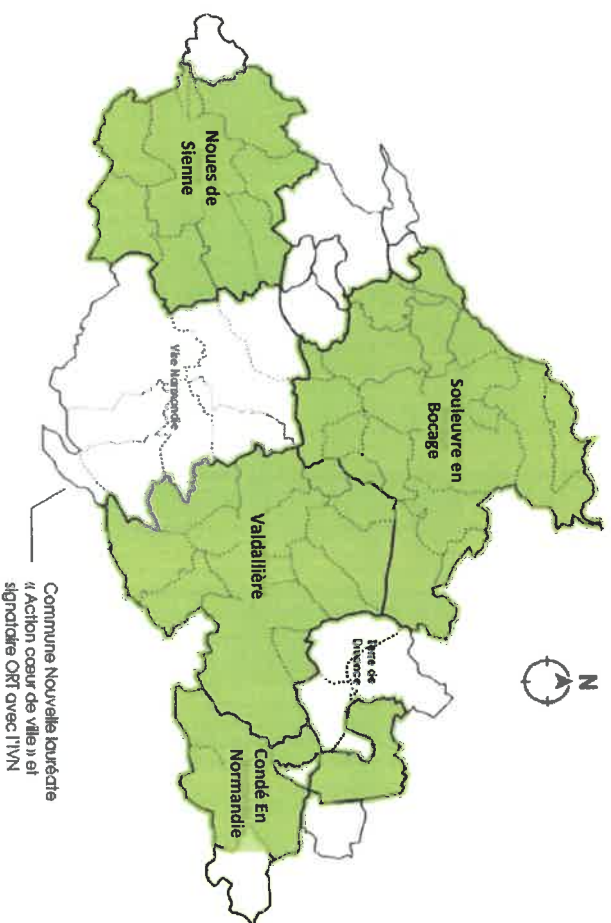 N
Noues de
Sienne
Souleuvre en
Bocage
Vire Normandie
Valdallière
Terre de
Druance
Condé En
Normandie
Commune Nouvelle lauréate
« Action cœur de ville » et
signataire ORT avec l'IVN